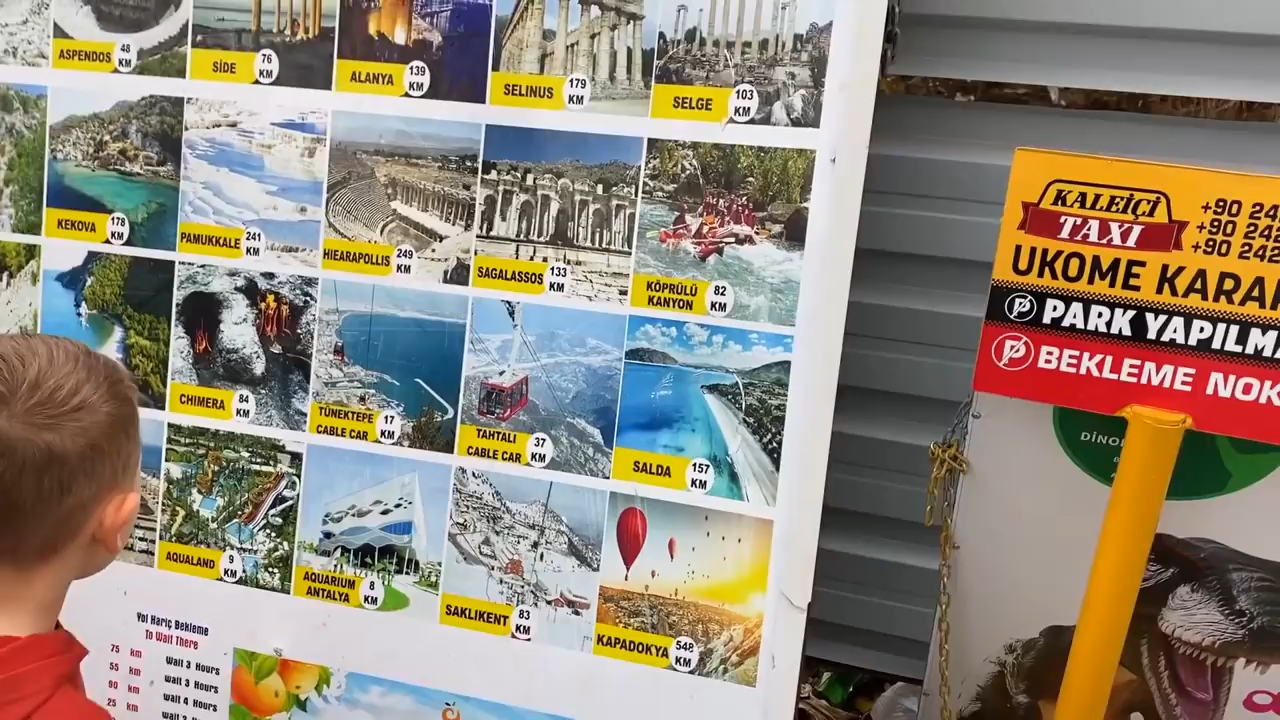 ASPENDOS 48 KM
SİDE 76 KM
ALANYA 139 KM
SELINUS 179 KM
SELGE 103 KM
KEKOVA 178 KM
PAMUKKALE 241 KM
HIEARAPOLLIS 249 KM
SAGALASSOS 133 KM
KÖPRÜLÜ
KANYON 82 KM
CHIMERA 84 KM
TÜNEKTEPE
CABLE CAR 17 KM
TAHTALI
CABLE CAR 37 KM
SALDA 157 KM
AQUALAND 9 KM
AQUARIUM
ANTALYA 8 KM
SAKLIKENT 83 KM
KAPADOKYA 548 KM
Yol Hariç Bekleme
To Wait There
75 km Wait 3 Hours
55 km wait 3 Hours
90 km wait 4 Hours
KALEİÇİ
TAXI
+90 24
+90 242
+90 242
UKOME KARA
PARK YAPILM
BEKLEME NOK
DİNO